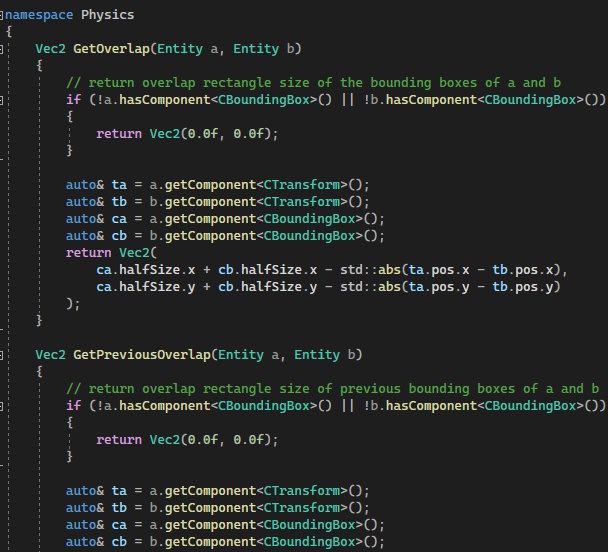 namespace Physics
{
    Vec2 GetOverlap(Entity a, Entity b)
    {
        // return overlap rectangle size of the bounding boxes of a and b
        if (!a.hasComponent<CBoundingBox>() || !b.hasComponent<CBoundingBox>())
        {
            return Vec2(0.0f, 0.0f);
        }

        auto& ta = a.getComponent<CTransform>();
        auto& tb = b.getComponent<CTransform>();
        auto& ca = a.getComponent<CBoundingBox>();
        auto& cb = b.getComponent<CBoundingBox>();
        return Vec2(
            ca.halfSize.x + cb.halfSize.x - std::abs(ta.pos.x - tb.pos.x),
            ca.halfSize.y + cb.halfSize.y - std::abs(ta.pos.y - tb.pos.y)
        );
    }

    Vec2 GetPreviousOverlap(Entity a, Entity b)
    {
        // return overlap rectangle size of previous bounding boxes of a and b
        if (!a.hasComponent<CBoundingBox>() || !b.hasComponent<CBoundingBox>())
        {
            return Vec2(0.0f, 0.0f);
        }

        auto& ta = a.getComponent<CTransform>();
        auto& tb = b.getComponent<CTransform>();
        auto& ca = a.getComponent<CBoundingBox>();
        auto& cb = b.getComponent<CBoundingBox>();